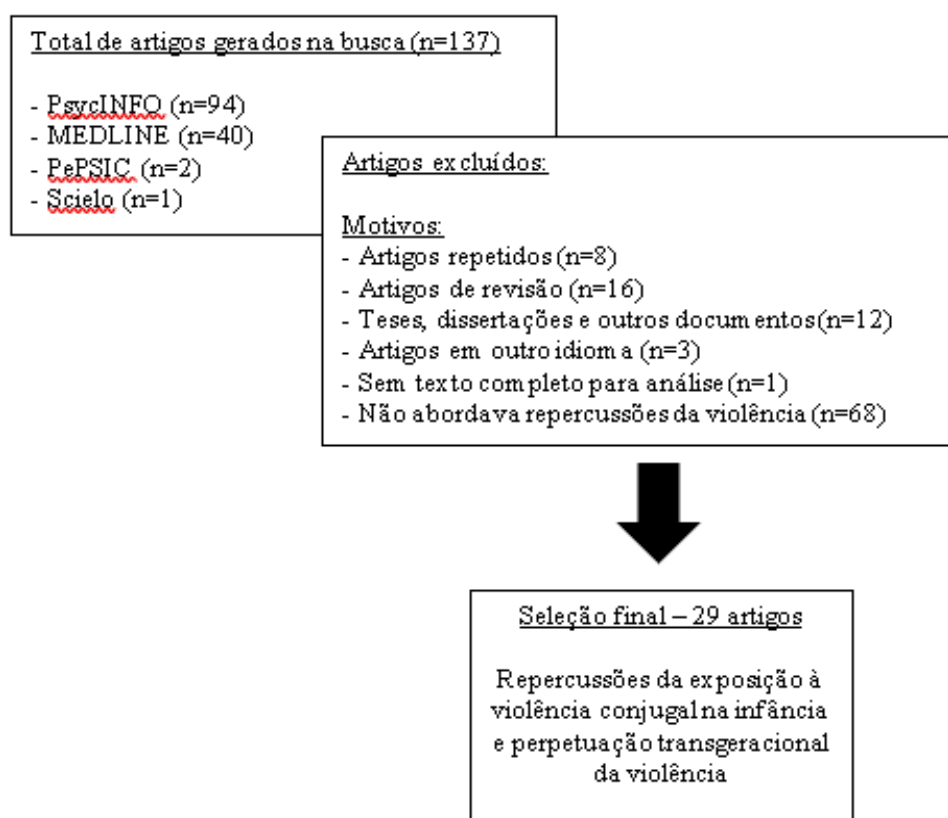 Total de artigos gerados na busca (n=137)
- PsycINFO (n=94)
- MEDLINE (n=40)
- PePSIC (n=2)
- Scielo (n=1)
Artigos excluídos:
Motivos:
- Artigos repetidos (n=8)
- Artigos de revisão (n=16)
- Teses, dissertações e outros documentos (n=12)
- Artigos em outro idioma (n=3)
- Sem texto completo para análise (n=1)
- Não abordava repercussões da violência (n=68)
Seleção final – 29 artigos
Repercussões da exposição à
violência conjugal na infância
e perpetuação transgeracional
da violência